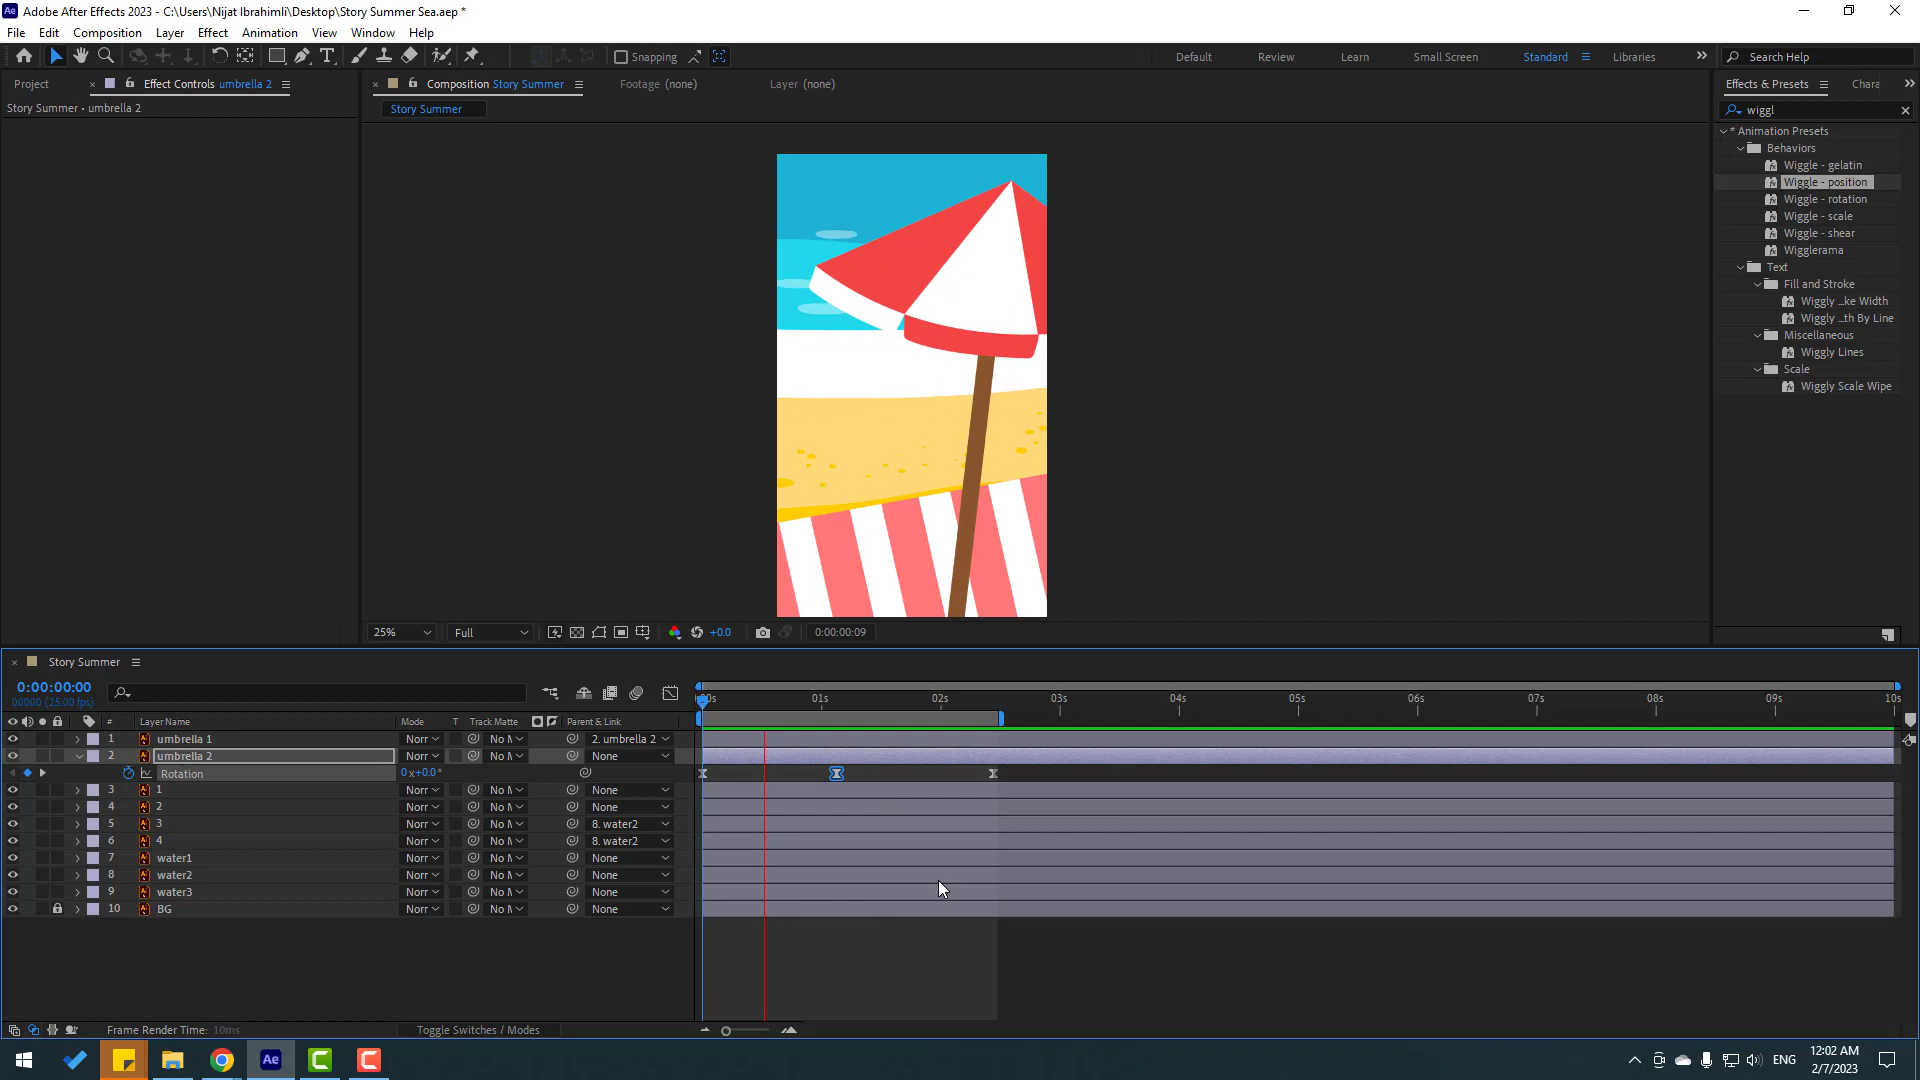 Ae Adobe After Effects 2023 - C:\Users\Nijat Ibrahimli\Desktop\Story Summer Sea.aep *
File Edit Composition Layer Effect Animation View Window Help
Snapping Default Review Learn Small Screen Standard Libraries Search Help
Project Effect Controls umbrella 2 Composition Story Summer Footage (none) Layer (none) Effects & Presets Chara
Story Summer • umbrella 2 Story Summer wiggl
* Animation Presets
Behaviors
Wiggle - gelatin
Wiggle - position
Wiggle - rotation
Wiggle - scale
Wiggle - shear
Wigglerama
Text
Fill and Stroke
Wiggly ...ke Width
Wiggly ...th By Line
Miscellaneous
Wiggly Lines
Scale
Wiggly Scale Wipe
25% Full +0.0 0:00:00:09
Story Summer
0:00:00:00
00000 (25.00 fps)
:00s 01s 02s 03s 04s 05s 06s 07s 08s 09s 10s
# Layer Name Mode T Track Matte Parent & Link
1 umbrella 1 Norr No M 2. umbrella 2
2 umbrella 2 Norr No M None
Rotation 0x+0.0°
3 1 Norr No M None
4 2 Norr No M None
5 3 Norr No M 8. water2
6 4 Norr No M 8. water2
7 water1 Norr No M None
8 water2 Norr No M None
9 water3 Norr No M None
10 BG Norr No M None
Frame Render Time: 10ms Toggle Switches / Modes
Ae ENG 12:02 AM
2/7/2023